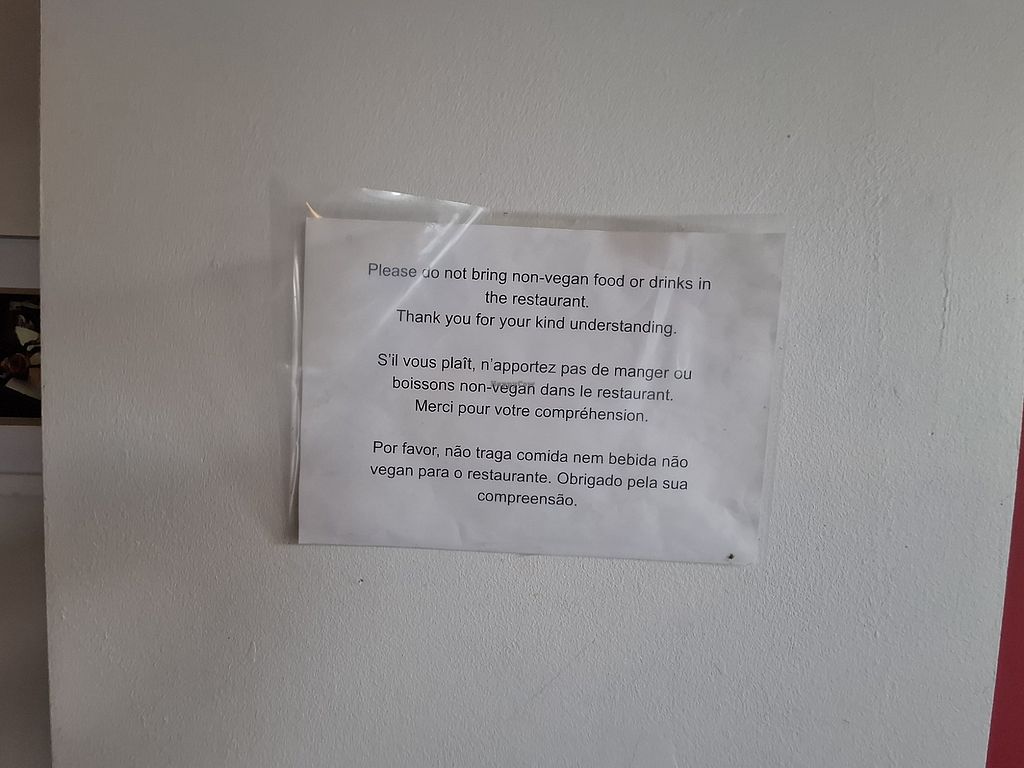 Please do not bring non-vegan food or drinks in
the restaurant.
Thank you for your kind understanding.
S'il vous plaît, n'apportez pas de manger ou
boissons non-vegan dans le restaurant.
Merci pour votre compréhension.
Por favor, não traga comida nem bebida não
vegan para o restaurante. Obrigado pela sua
compreensão.